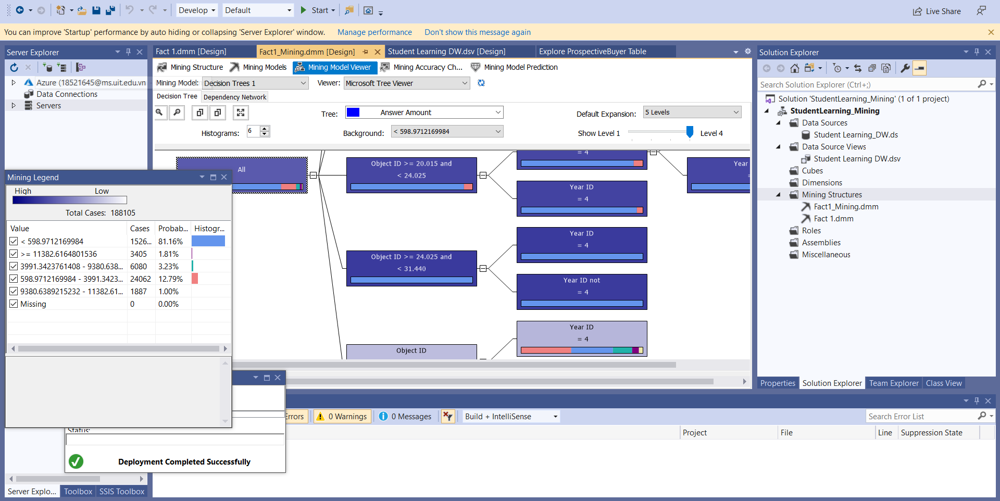 Develop
Default
Start
Live Share
You can improve 'Startup' performance by auto hiding or collapsing 'Server Explorer' window.
Manage performance
Don't show this message again
Server Explorer
Azure (18521645@ms.uit.edu.vn
Data Connections
Servers
Fact 1.dmm [Design]
Fact1_Mining.dmm [Design]
Student Learning DW.dsv [Design]
Explore ProspectiveBuyer Table
Mining Structure
Mining Models
Mining Model Viewer
Mining Accuracy Ch...
Mining Model Prediction
Mining Model:
Decision Trees 1
Viewer:
Microsoft Tree Viewer
Decision Tree
Dependency Network
Tree:
Answer Amount
Default Expansion:
5 Levels
Histograms:
6
Background:
< 598.9712169984
Show Level 1
Level 4
All
Object ID >= 20.015 and
< 24.025
= 4
Year ID
= 4
Year
Object ID >= 24.025 and
< 31.440
Year ID
= 4
Year ID not
= 4
Object ID
Year ID
= 4
Mining Legend
High
Low
Total Cases: 188105
Value Cases Probab... Histogr...
< 598.9712169984 1526... 81.16%
>= 11382.6164801536 3405 1.81%
3991.3423761408 - 9380.638... 6080 3.23%
598.9712169984 - 3991.3423... 24062 12.79%
9380.6389215232 - 11382.61... 1887 1.00%
Missing 0 0.00%
Status:
Deployment Completed Successfully
Server Explo...
Toolbox
SSIS Toolbox
Errors
0 Warnings
0 Messages
Build + IntelliSense
Search Error List
Project
File
Line
Suppression State
Solution Explorer
Search Solution Explorer (Ctrl+;)
Solution 'StudentLearning_Mining' (1 of 1 project)
StudentLearning_Mining
Data Sources
Student Learning_DW.ds
Data Source Views
Student Learning DW.dsv
Cubes
Dimensions
Mining Structures
Fact1_Mining.dmm
Fact 1.dmm
Roles
Assemblies
Miscellaneous
Properties
Solution Explorer
Team Explorer
Class View